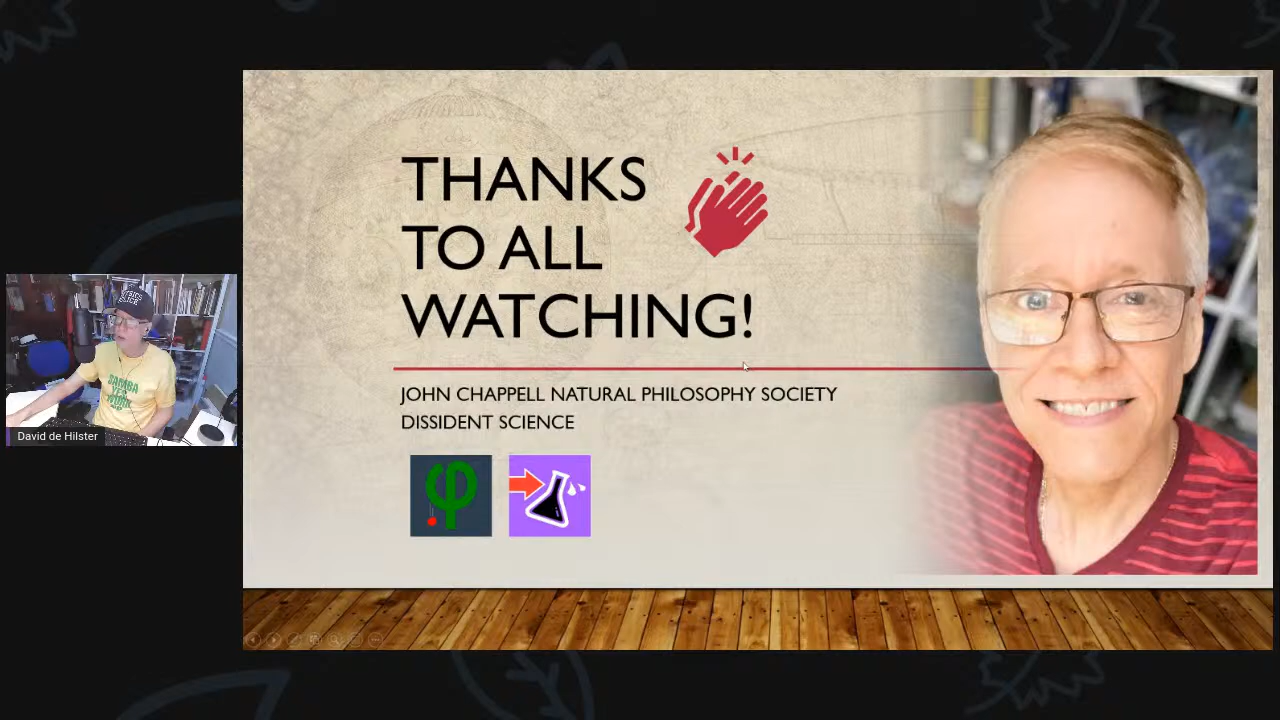 THANKS
TO ALL
WATCHING!
JOHN CHAPPELL NATURAL PHILOSOPHY SOCIETY
DISSIDENT SCIENCE
David de Hilster